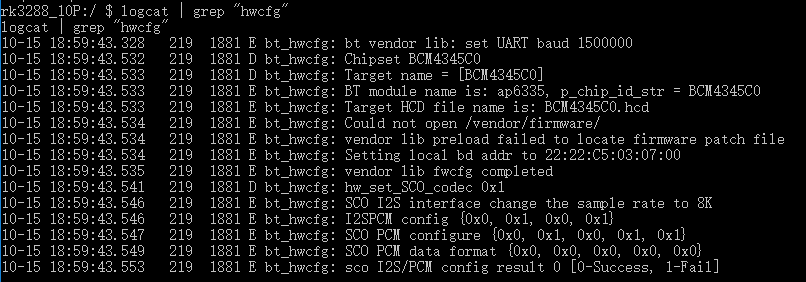 rk3288_10P:/ $ logcat | grep "hwcfg"
logcat | grep "hwcfg"
10-15 18:59:43.328   219  1881 E bt_hwcfg: bt vendor lib: set UART baud 1500000
10-15 18:59:43.532   219  1881 D bt_hwcfg: Chipset BCM4345C0
10-15 18:59:43.533   219  1881 D bt_hwcfg: Target name = [BCM4345C0]
10-15 18:59:43.533   219  1881 E bt_hwcfg: BT module name is: ap6335, p_chip_id_str = BCM4345C0
10-15 18:59:43.533   219  1881 D bt_hwcfg: Target HCD file name is: BCM4345C0.hcd
10-15 18:59:43.534   219  1881 E bt_hwcfg: Could not open /vendor/firmware/
10-15 18:59:43.534   219  1881 E bt_hwcfg: vendor lib preload failed to locate firmware patch file
10-15 18:59:43.534   219  1881 E bt_hwcfg: Setting local bd addr to 22:22:C5:03:07:00
10-15 18:59:43.535   219  1881 E bt_hwcfg: vendor lib fwcfg completed
10-15 18:59:43.541   219  1881 D bt_hwcfg: hw_set_SCO_codec 0x1
10-15 18:59:43.546   219  1881 E bt_hwcfg: SCO I2S interface change the sample rate to 8K
10-15 18:59:43.546   219  1881 E bt_hwcfg: I2SPCM config {0x0, 0x1, 0x0, 0x1}
10-15 18:59:43.547   219  1881 E bt_hwcfg: SCO PCM configure {0x0, 0x1, 0x0, 0x1, 0x1}
10-15 18:59:43.549   219  1881 E bt_hwcfg: SCO PCM data format {0x0, 0x0, 0x0, 0x0, 0x0}
10-15 18:59:43.553   219  1881 E bt_hwcfg: sco I2S/PCM config result 0 [0-Success, 1-Fail]